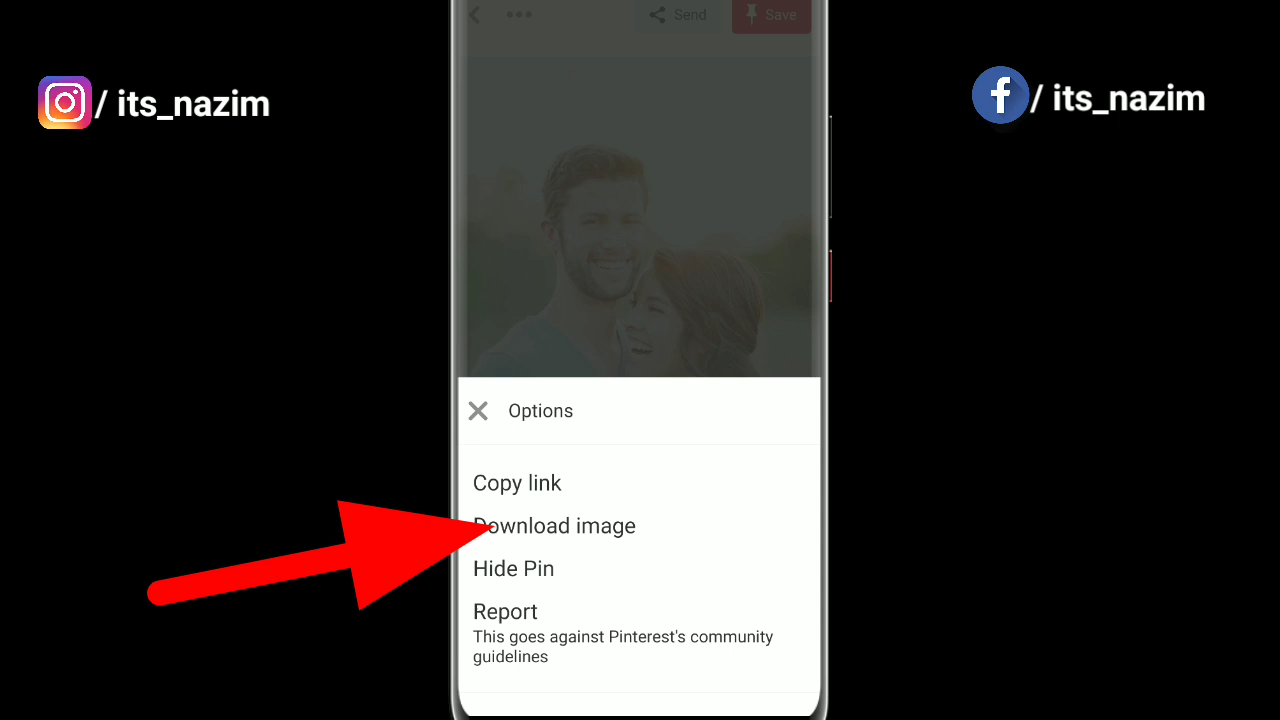 Send
Save
/ its_nazim
/ its_nazim
Options
Copy link
Download image
Hide Pin
Report
This goes against Pinterest's community
guidelines